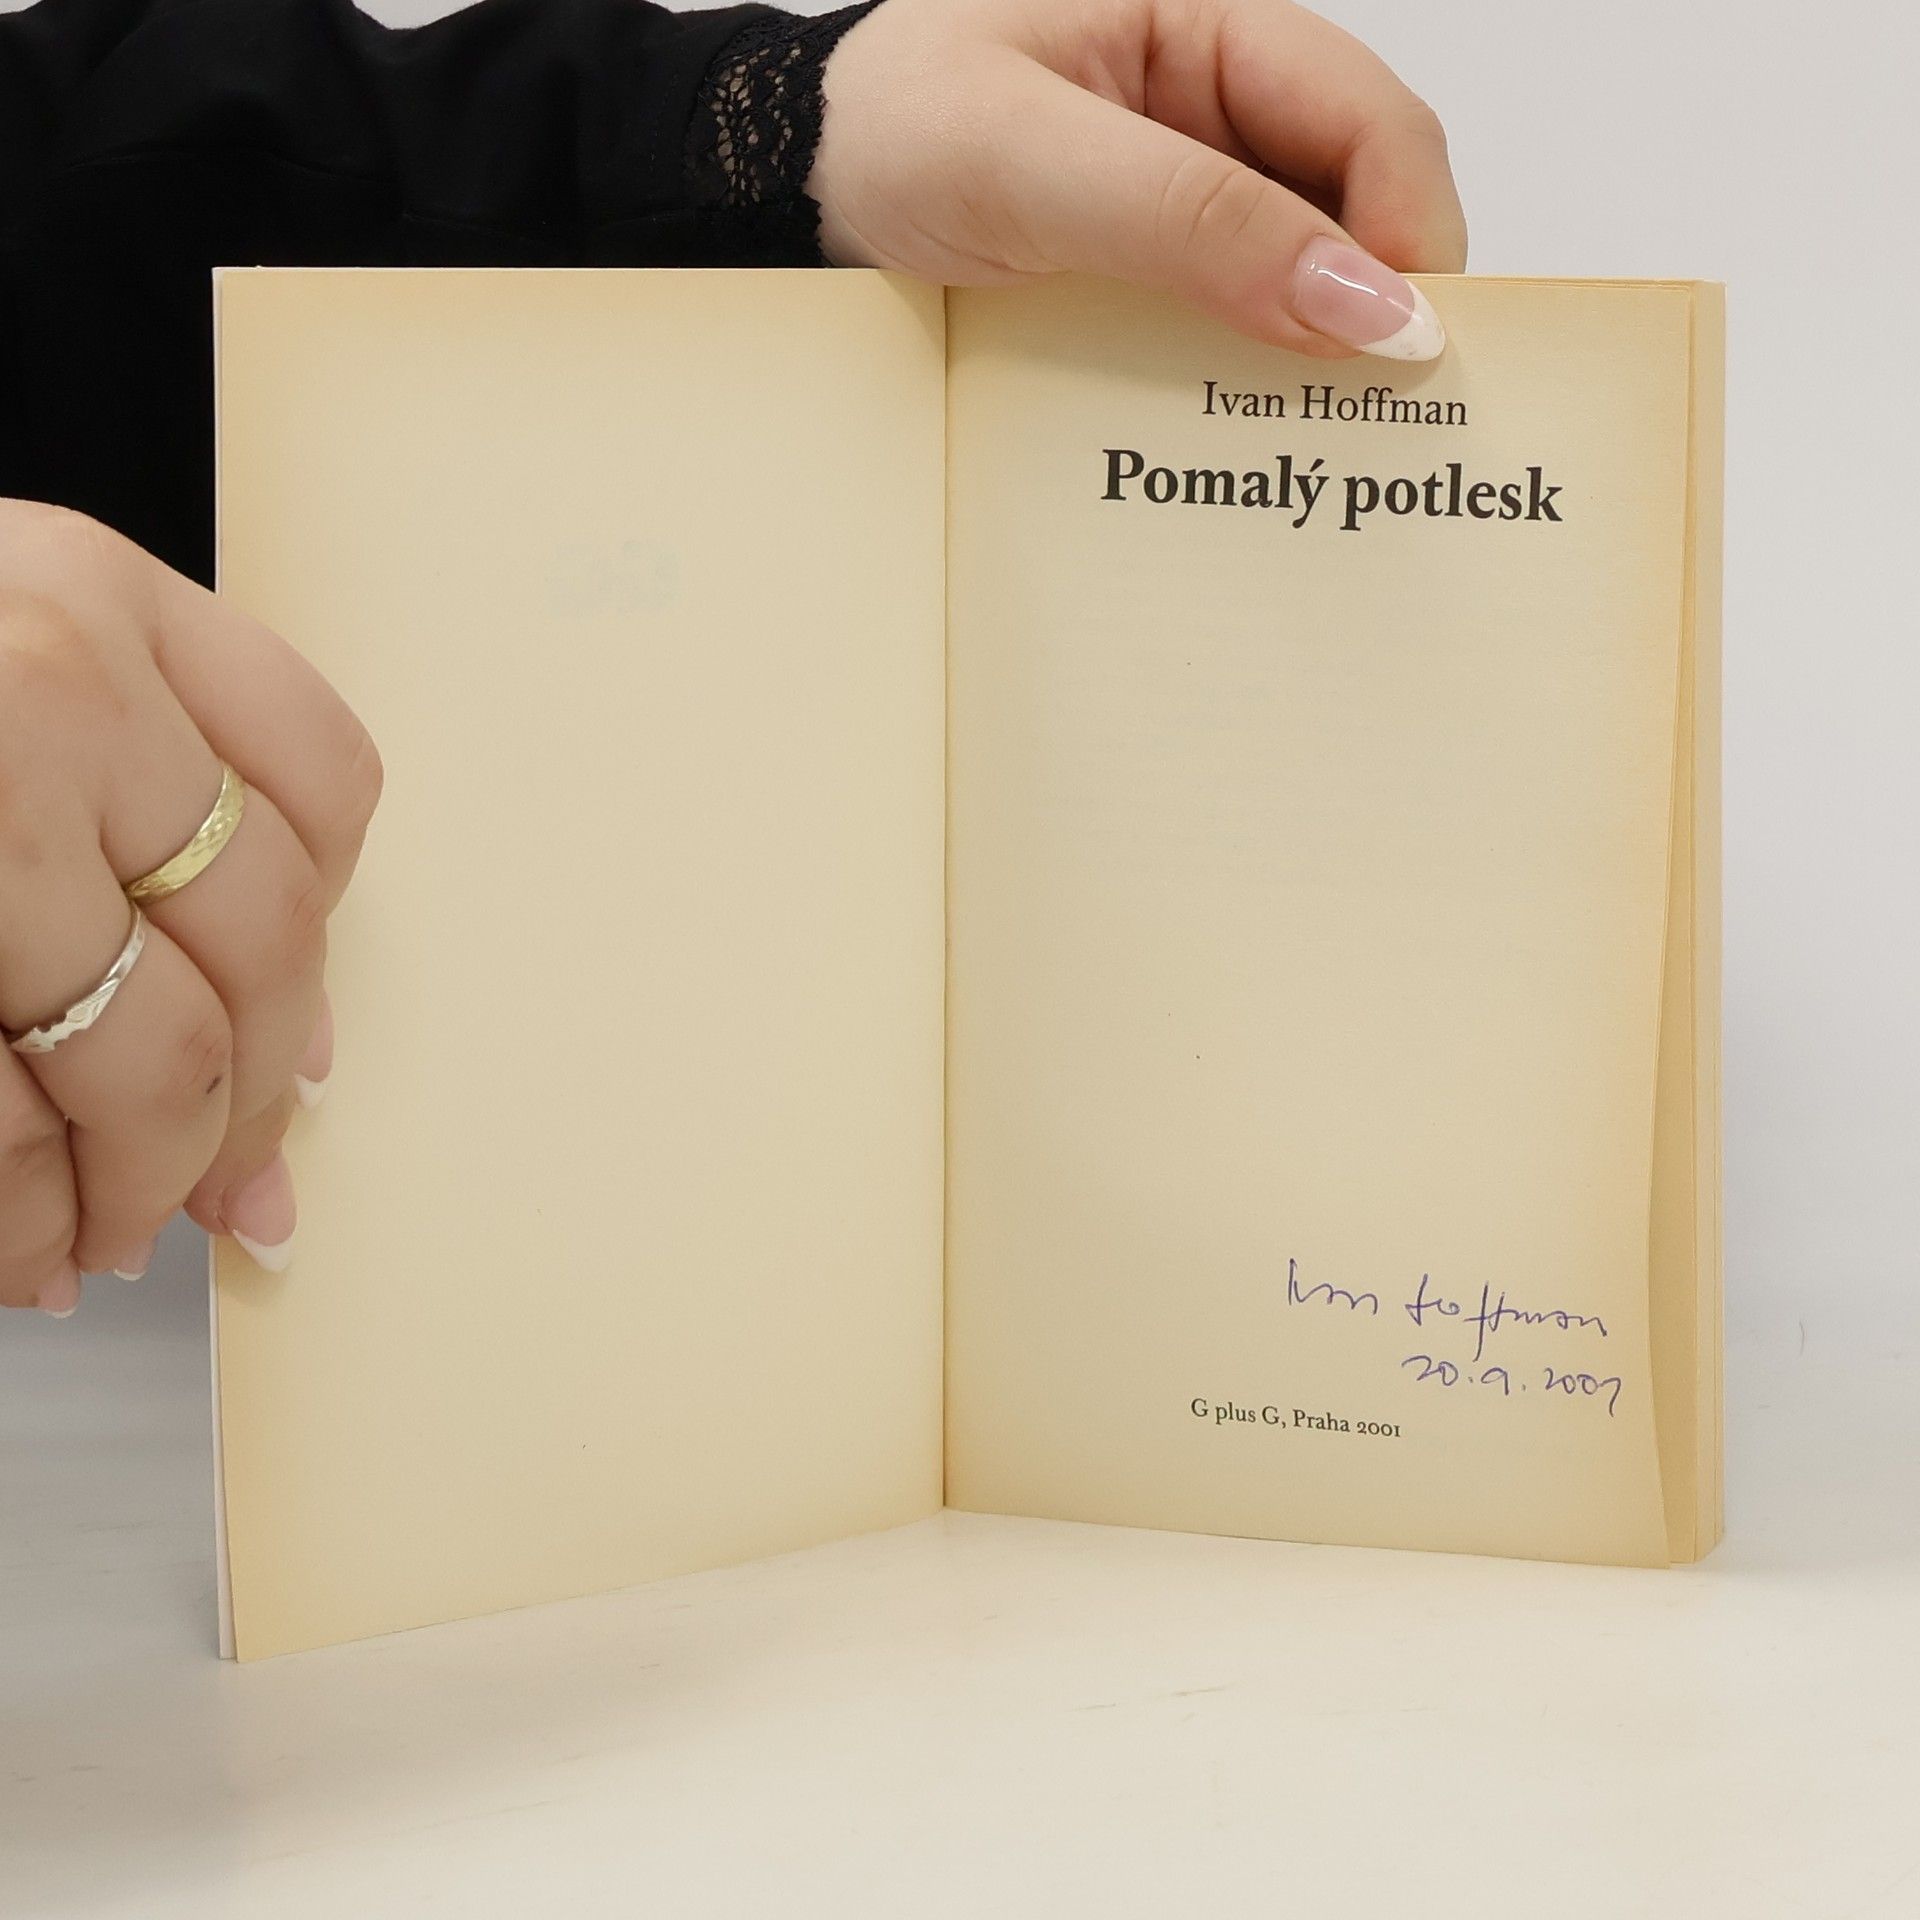 Ivan Hoffman
Pomalý potlesk
Ivan Hoffman
20.9.2001
G plus G, Praha 2001